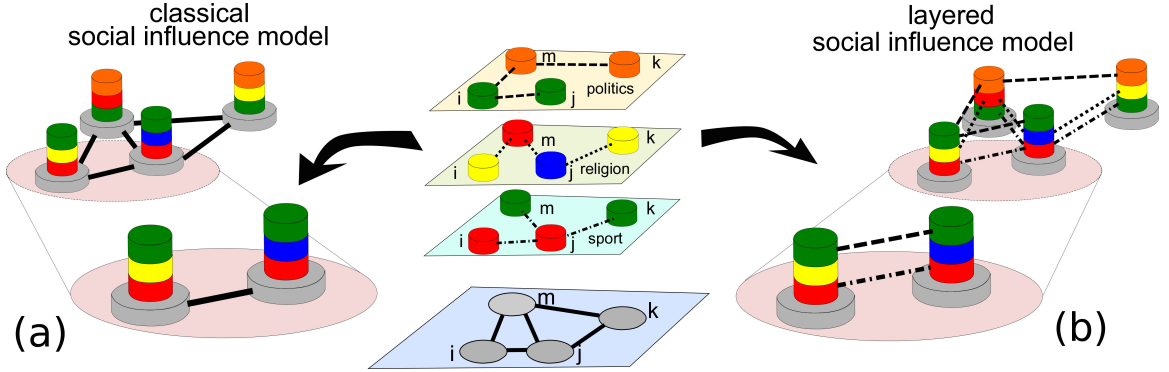 classical
social influence model
layered
social influence model
m
k
i
j
politics
m
k
i
j
religion
m
k
i
j
sport
m
k
i
j
(a)
(b)